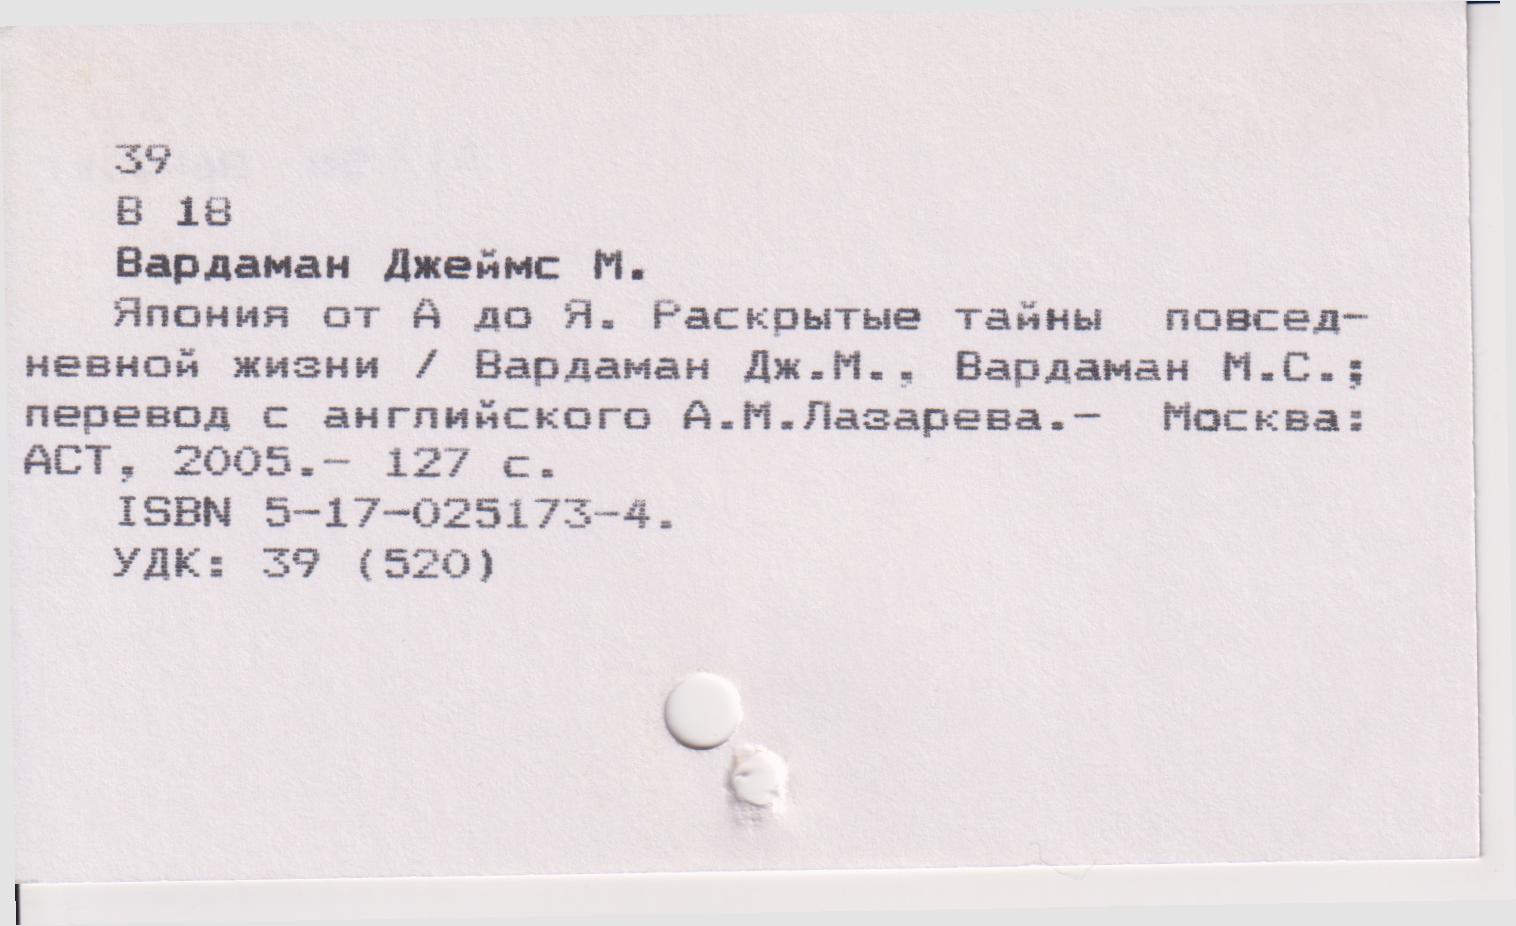 39
В 18
Вардаман Джеймс М.
Япония от А до Я. Раскрытые тайны повсед-
невной жизни / Вардаман Дж.М., Вардаман М.С.;
перевод с английского А.М.Лазарева.- Москва:
АСТ, 2005.- 127 с.
ISBN 5-17-025173-4.
УДК: 39 (520)